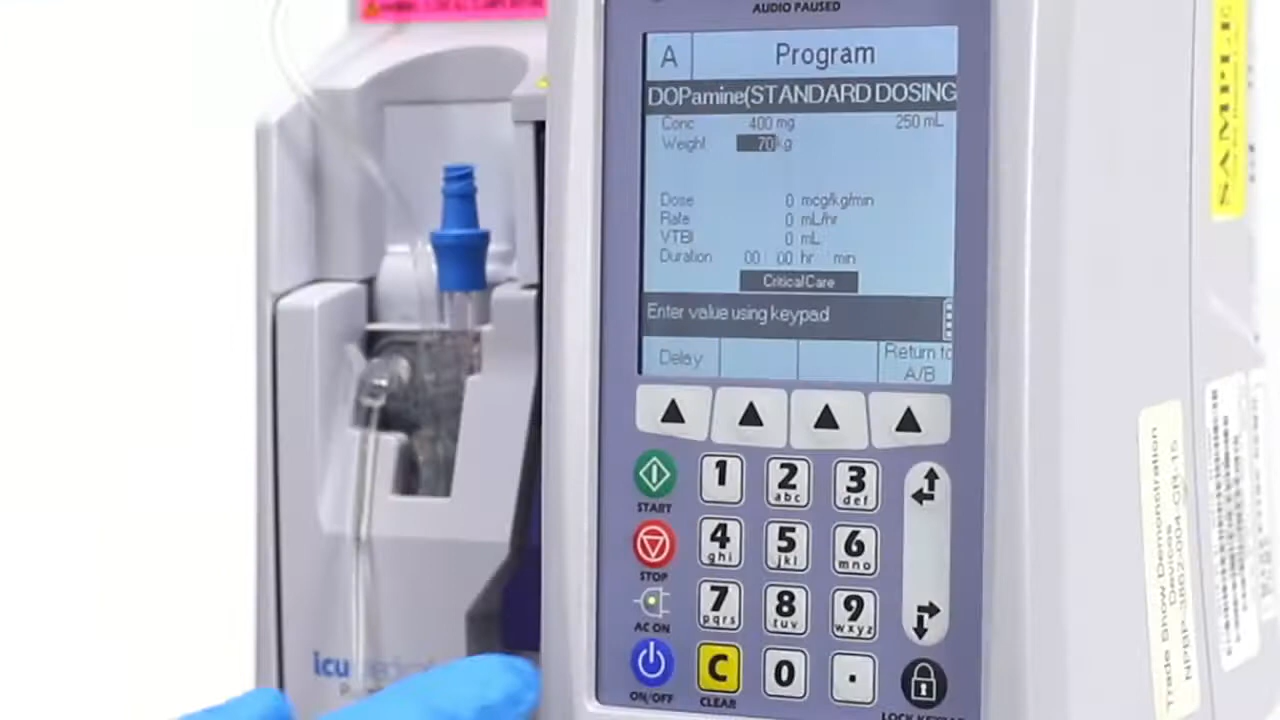 AUDIO PAUSED
A Program
DOPamine(STANDARD DOSING
Conc 400 mg 250 mL
Weight 70 kg
Dose 0 mcg/kg/min
Rate 0 mL/hr
VTBI 0 mL
Duration 00 : 00 hr : min
Critical Care
Enter value using keypad
Delay
Return to
A/B
START
STOP
AC ON
ON/OFF
1
2
abc
3
def
4
ghi
5
jkl
6
mno
7
pqrs
8
tuv
9
wxyz
C
CLEAR
0
.
LOCK KEYPAD
icumedical
SAMPLE
Trade Show Demonstration
Devices